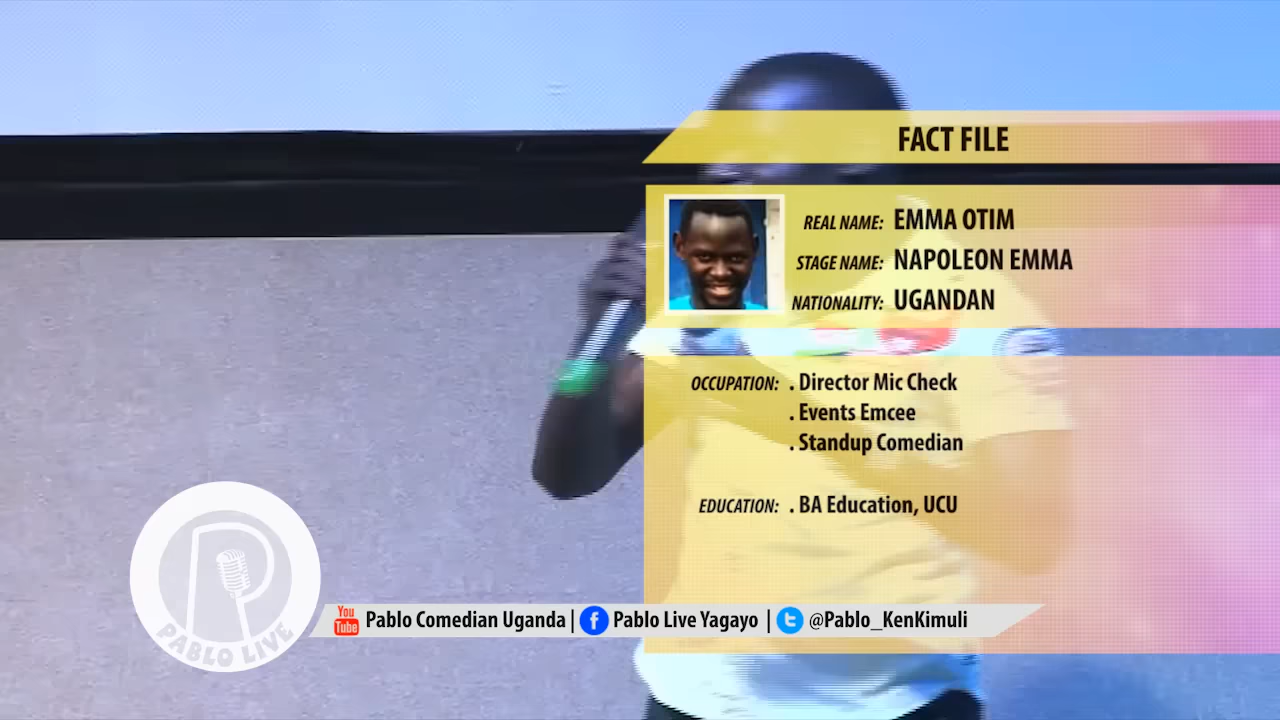 FACT FILE
REAL NAME: EMMA OTIM
STAGE NAME: NAPOLEON EMMA
NATIONALITY: UGANDAN
OCCUPATION: . Director Mic Check
. Events Emcee
. Standup Comedian
EDUCATION: . BA Education, UCU
You Tube Pablo Comedian Uganda | f Pablo Live Yagayo | @Pablo_KenKimuli
P
PABLO LIVE